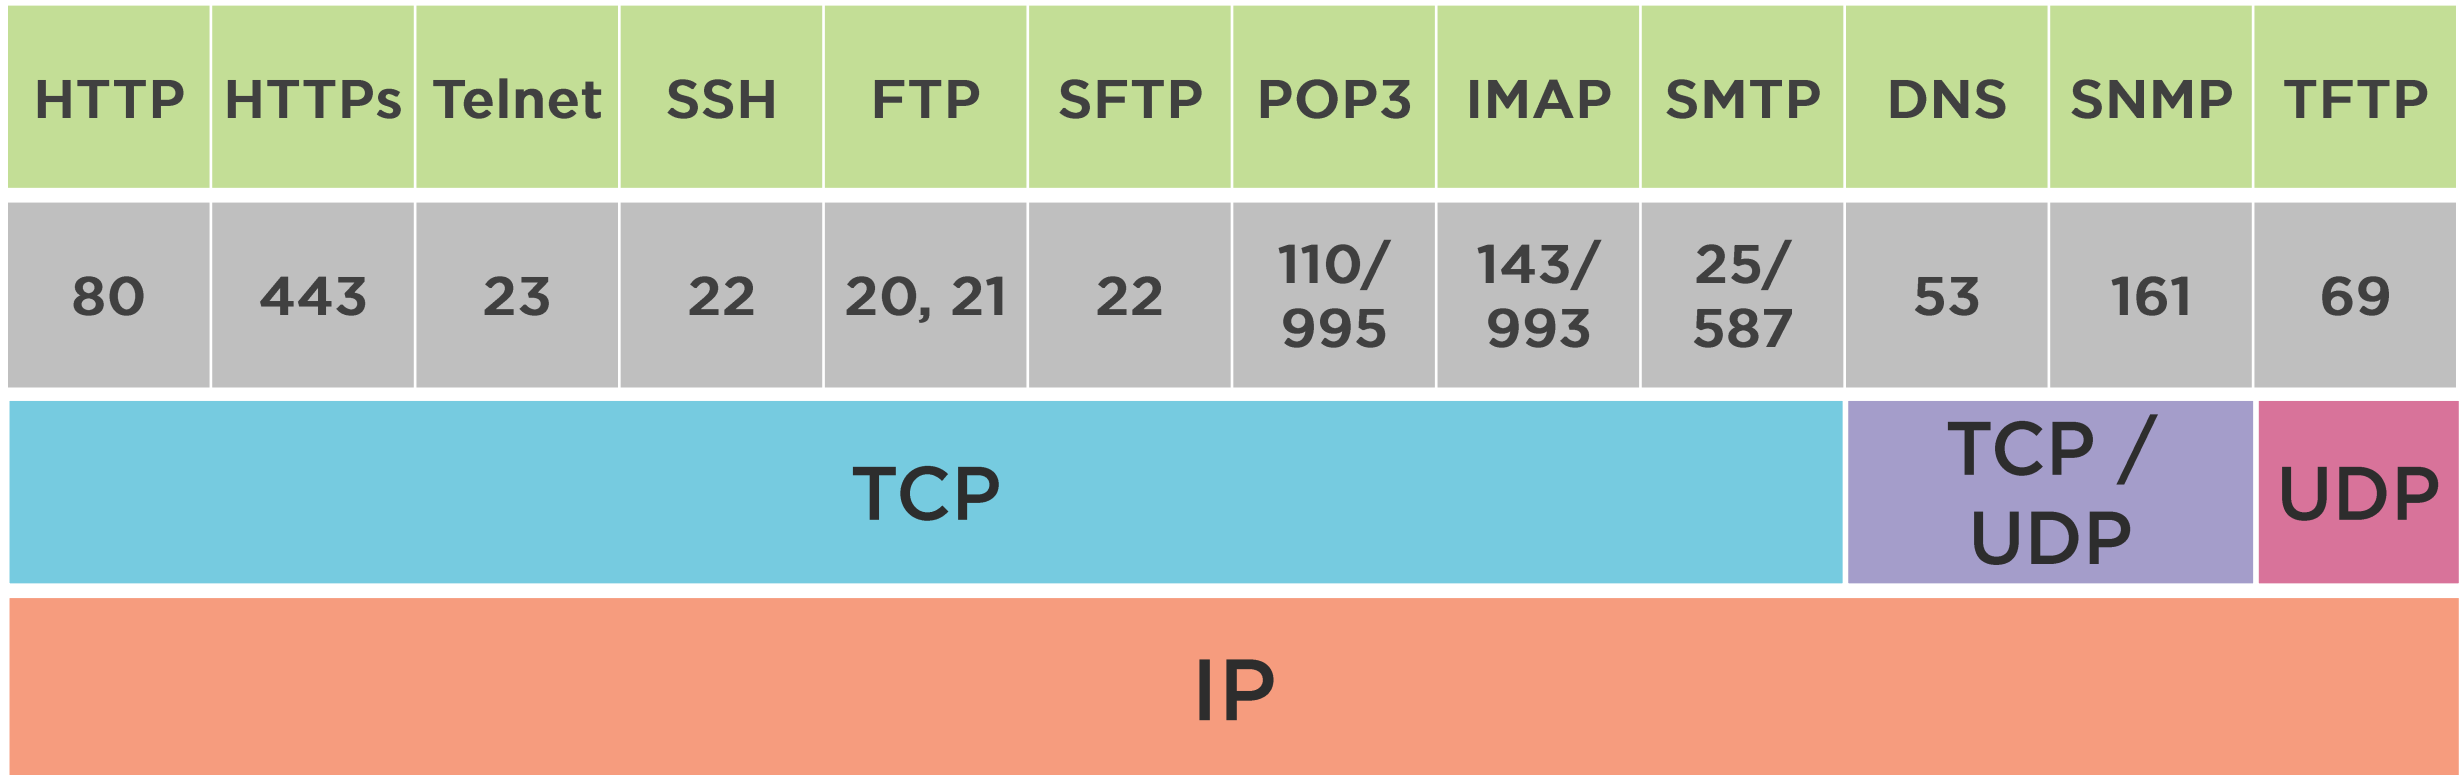 HTTP HTTPs Telnet SSH FTP SFTP POP3 IMAP SMTP DNS SNMP TFTP
80 443 23 22 20, 21 22 110/ 995 143/ 993 25/ 587 53 161 69
TCP
TCP /
UDP
UDP
IP